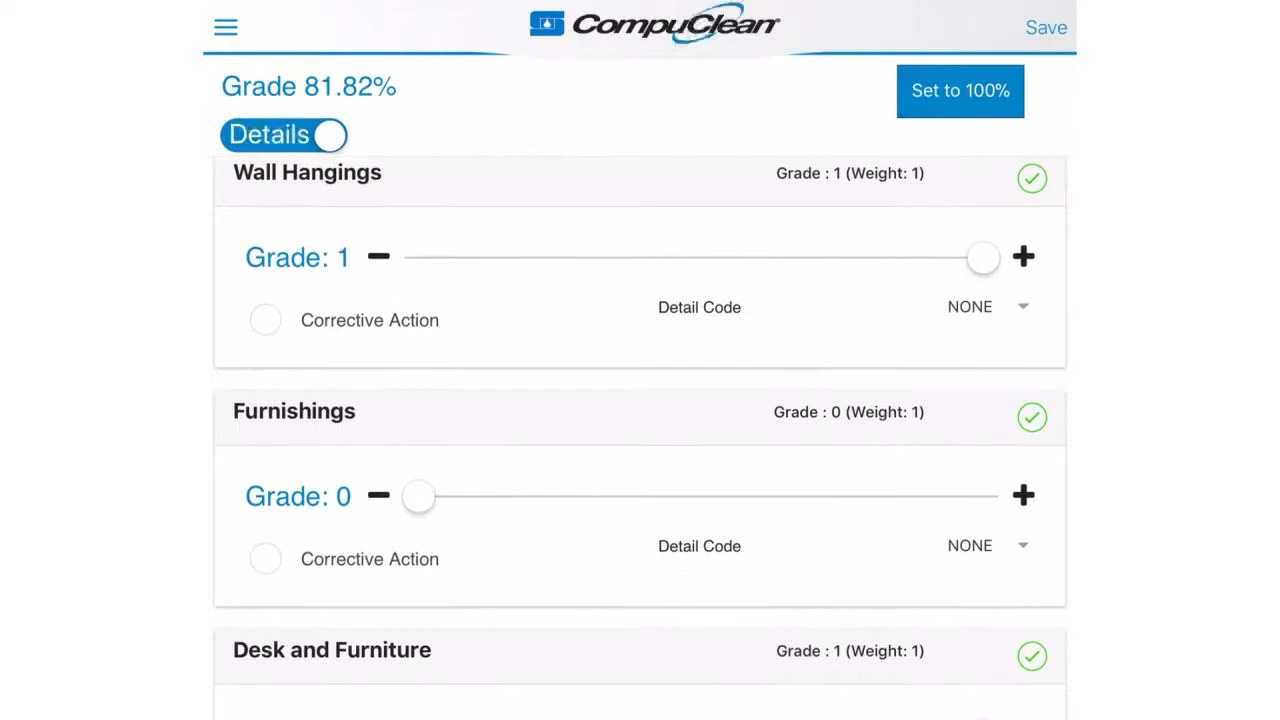 CompuClean
Save
Grade 81.82%
Set to 100%
Details
Wall Hangings
Grade : 1 (Weight: 1)
Grade: 1
Corrective Action
Detail Code
NONE
Furnishings
Grade : 0 (Weight: 1)
Grade: 0
Corrective Action
Detail Code
NONE
Desk and Furniture
Grade : 1 (Weight: 1)